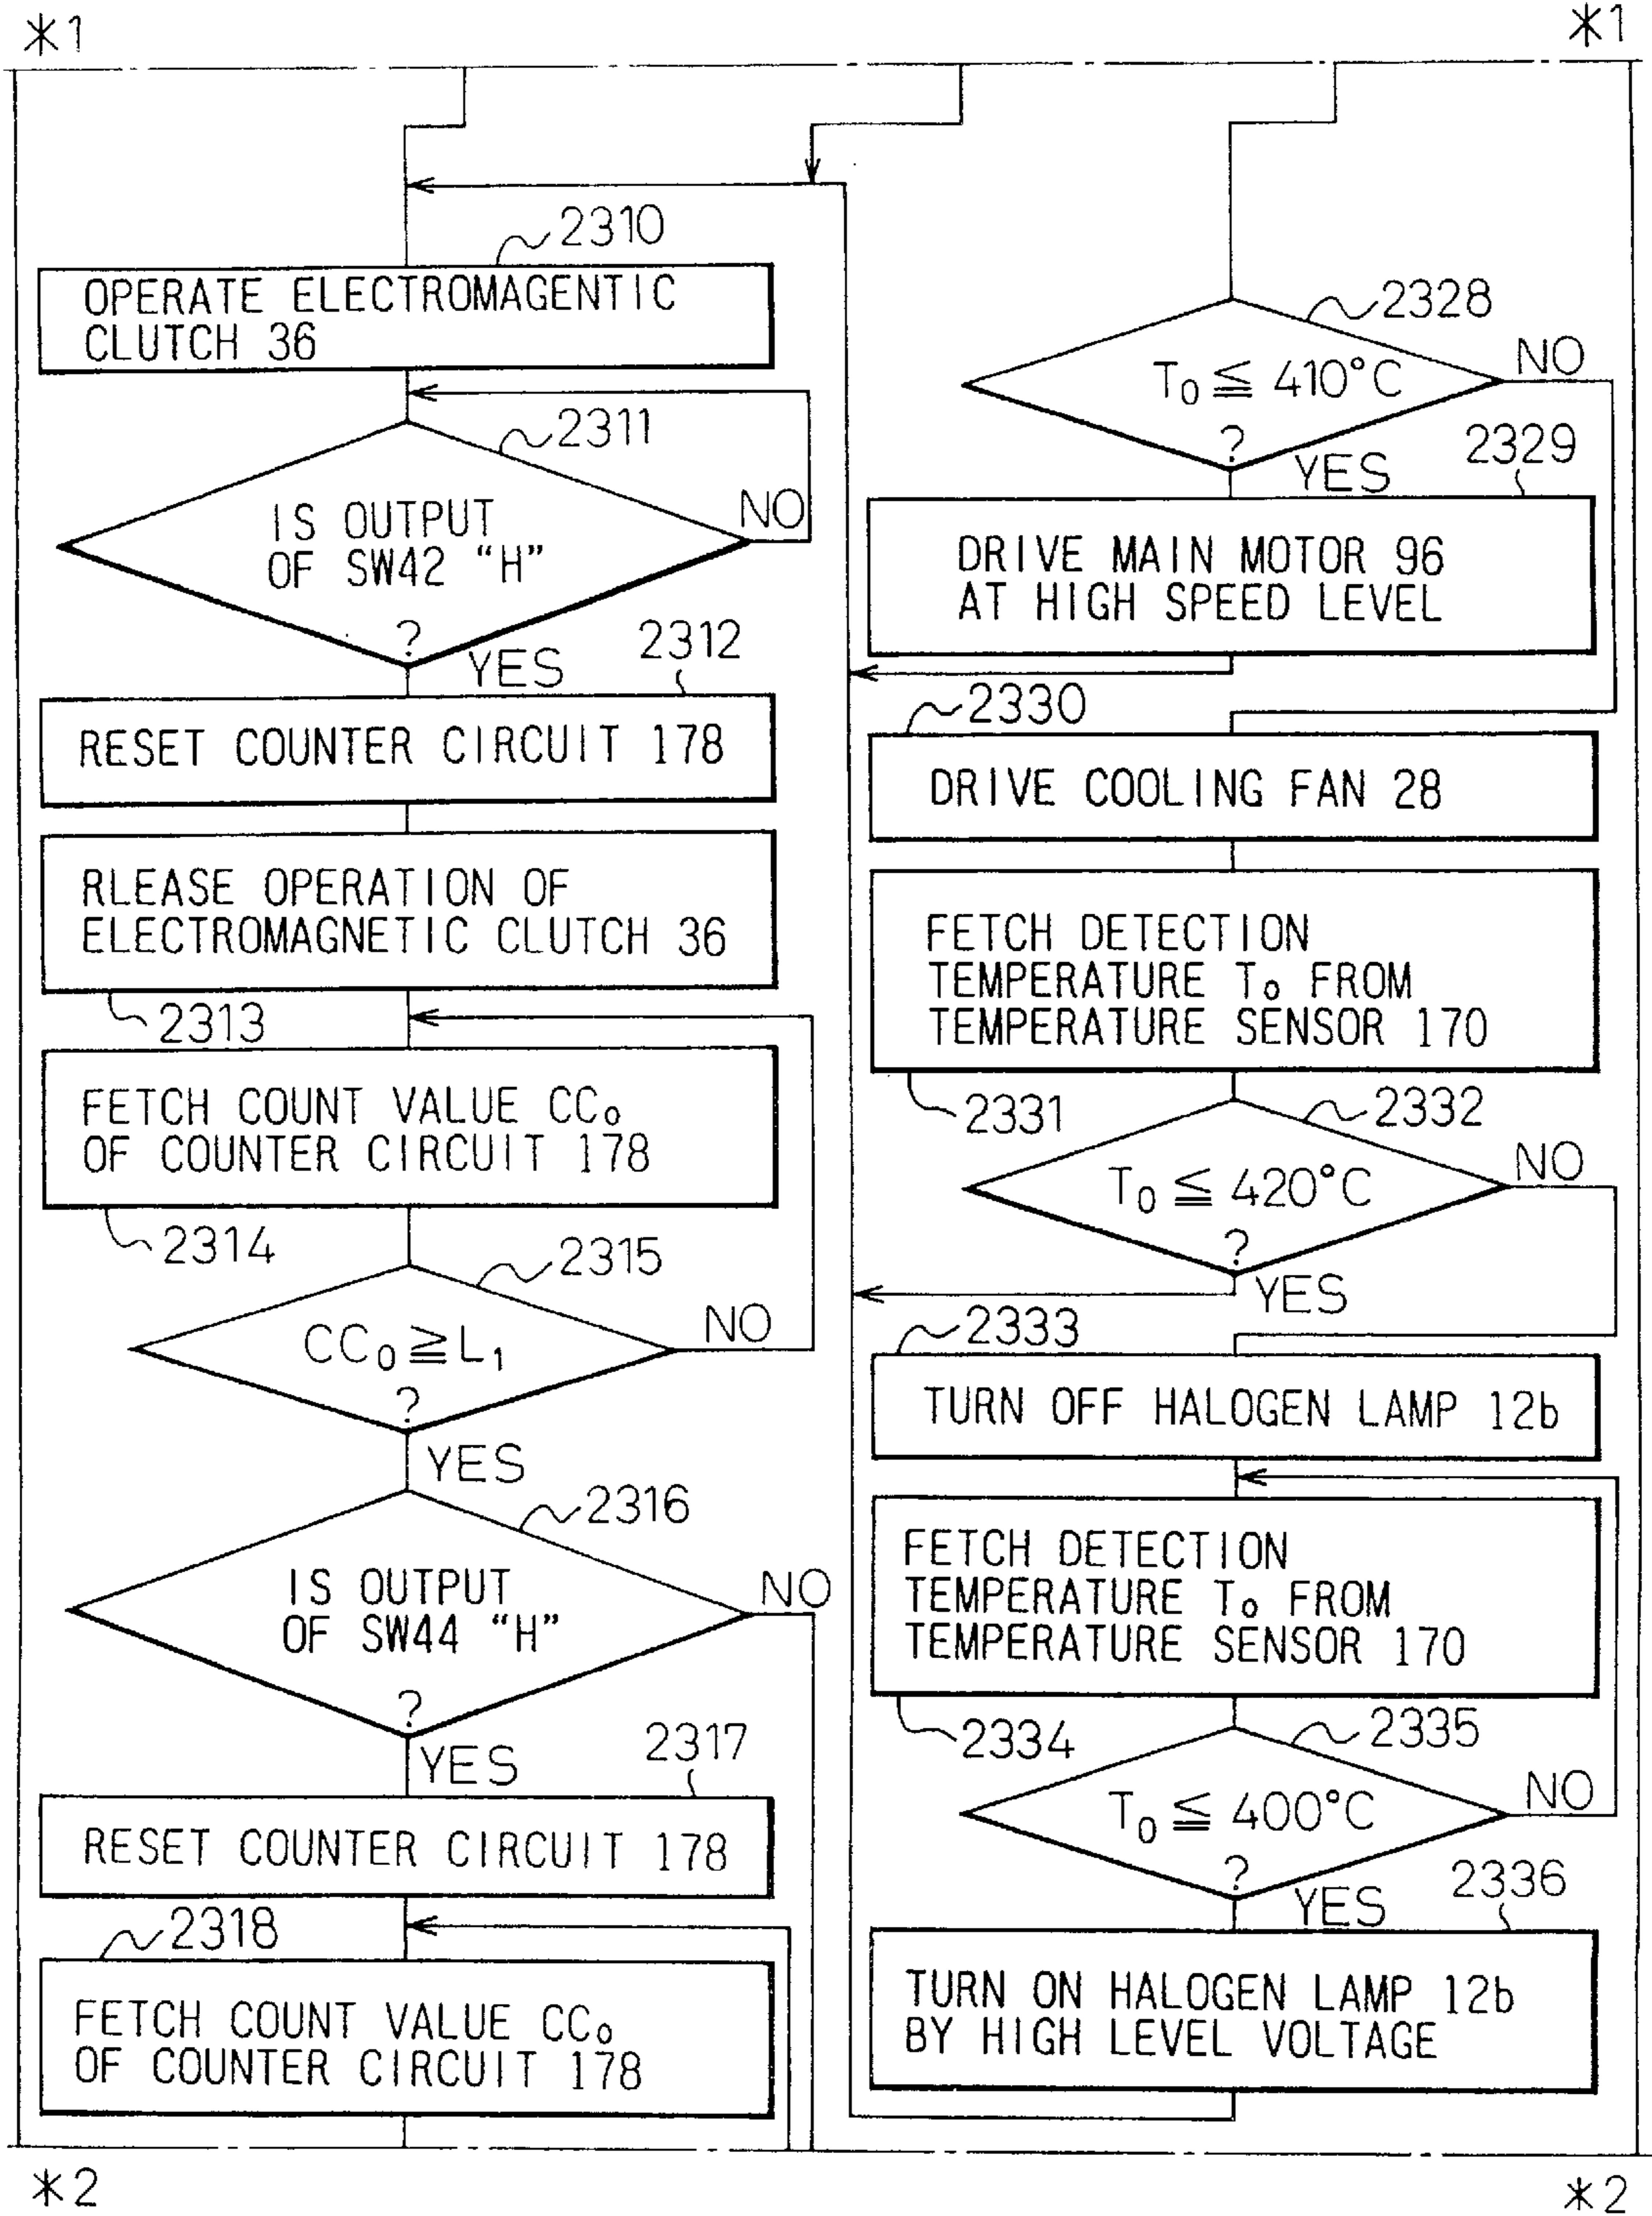 *1
*1
2310
OPERATE ELECTROMAGENTIC
CLUTCH 36
2311
IS OUTPUT
OF SW42 “H”
?
NO
YES
2312
RESET COUNTER CIRCUIT 178
RLEASE OPERATION OF
ELECTROMAGNETIC CLUTCH 36
2313
FETCH COUNT VALUE CC₀
OF COUNTER CIRCUIT 178
2314
2315
CC₀ ≧ L₁
?
NO
YES
2316
IS OUTPUT
OF SW44 “H”
?
NO
YES
2317
RESET COUNTER CIRCUIT 178
2318
FETCH COUNT VALUE CC₀
OF COUNTER CIRCUIT 178
2328
T₀ ≦ 410°C
?
NO
YES
2329
DRIVE MAIN MOTOR 96
AT HIGH SPEED LEVEL
2330
DRIVE COOLING FAN 28
FETCH DETECTION
TEMPERATURE T₀ FROM
TEMPERATURE SENSOR 170
2331
2332
T₀ ≦ 420°C
?
NO
YES
2333
TURN OFF HALOGEN LAMP 12b
FETCH DETECTION
TEMPERATURE T₀ FROM
TEMPERATURE SENSOR 170
2334
2335
T₀ ≦ 400°C
?
NO
YES
2336
TURN ON HALOGEN LAMP 12b
BY HIGH LEVEL VOLTAGE
*2
*2